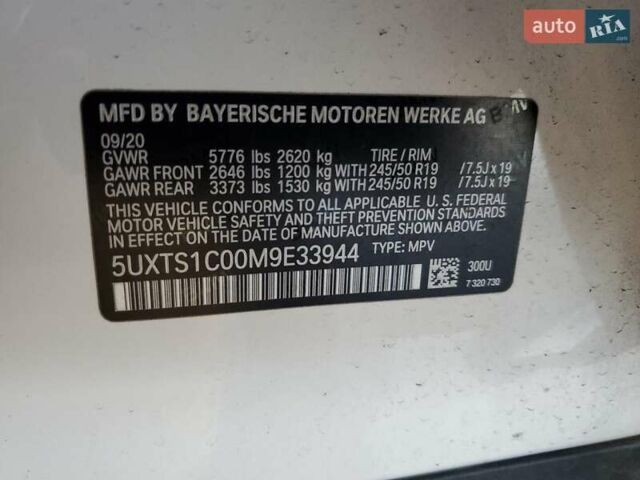 auto RIA .com
MFD BY BAYERISCHE MOTOREN WERKE AG
09/20
GVWR 5776 lbs 2620 kg TIRE / RIM
GAWR FRONT 2646 lbs 1200 kg WITH 245/50 R19 /7.5J x 19
GAWR REAR 3373 lbs 1530 kg WITH 245/50 R19 /7.5J x 19
THIS VEHICLE CONFORMS TO ALL APPLICABLE U. S. FEDERAL
MOTOR VEHICLE SAFETY AND THEFT PREVENTION STANDARDS
IN EFFECT ON THE DATE OF MANUFACTURE SHOWN ABOVE.
5UXTS1C00M9E33944 TYPE: MPV
300U
7 320 730